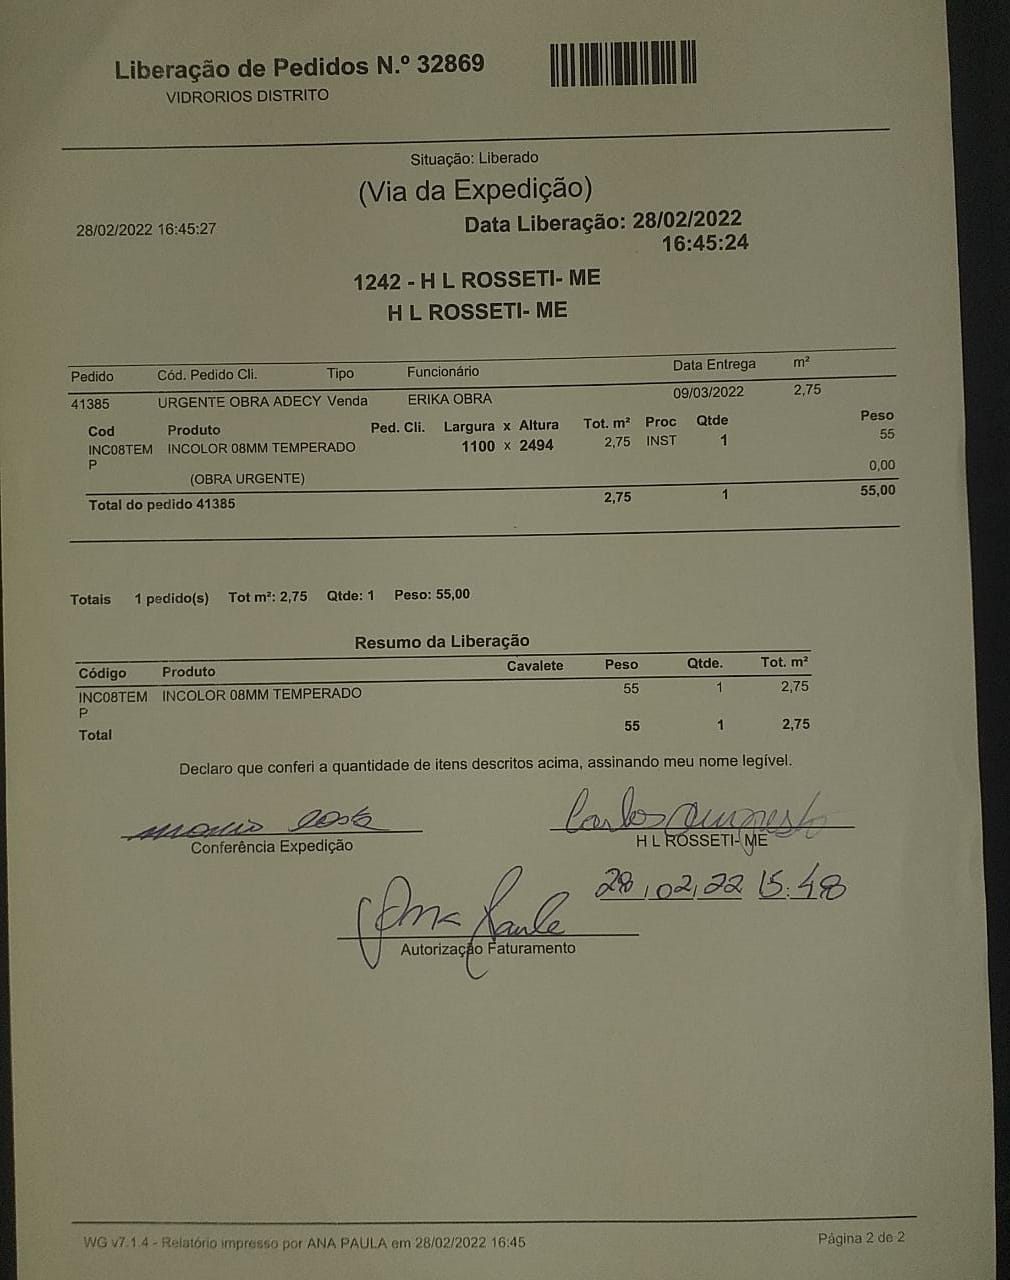 Liberação de Pedidos N.º 32869
VIDRORIOS DISTRITO
Situação: Liberado
(Via da Expedição)
28/02/2022 16:45:27
Data Liberação: 28/02/2022
16:45:24
1242 - H L ROSSETI- ME
H L ROSSETI- ME
Pedido Cód. Pedido Cli. Tipo Funcionário Data Entrega m²
41385 URGENTE OBRA ADECY Venda ERIKA OBRA 09/03/2022 2,75
Cod Produto Ped. Cli. Largura x Altura Tot. m² Proc Qtde Peso
INC08TEM INCOLOR 08MM TEMPERADO 1100 x 2494 2,75 INST 1 55
P
(OBRA URGENTE) 0,00
Total do pedido 41385 2,75 1 55,00
Totais 1 pedido(s) Tot m²: 2,75 Qtde: 1 Peso: 55,00
Resumo da Liberação
Código Produto Cavalete Peso Qtde. Tot. m²
INC08TEM INCOLOR 08MM TEMPERADO 55 1 2,75
P
Total 55 1 2,75
Declaro que conferi a quantidade de itens descritos acima, assinando meu nome legível.
Costa Carlos
Conferência Expedição H L ROSSETI- ME
28,02,22 15:48
Ana Paula
Autorização Faturamento
WG v7.1.4 - Relatório impresso por ANA PAULA em 28/02/2022 16:45 Página 2 de 2